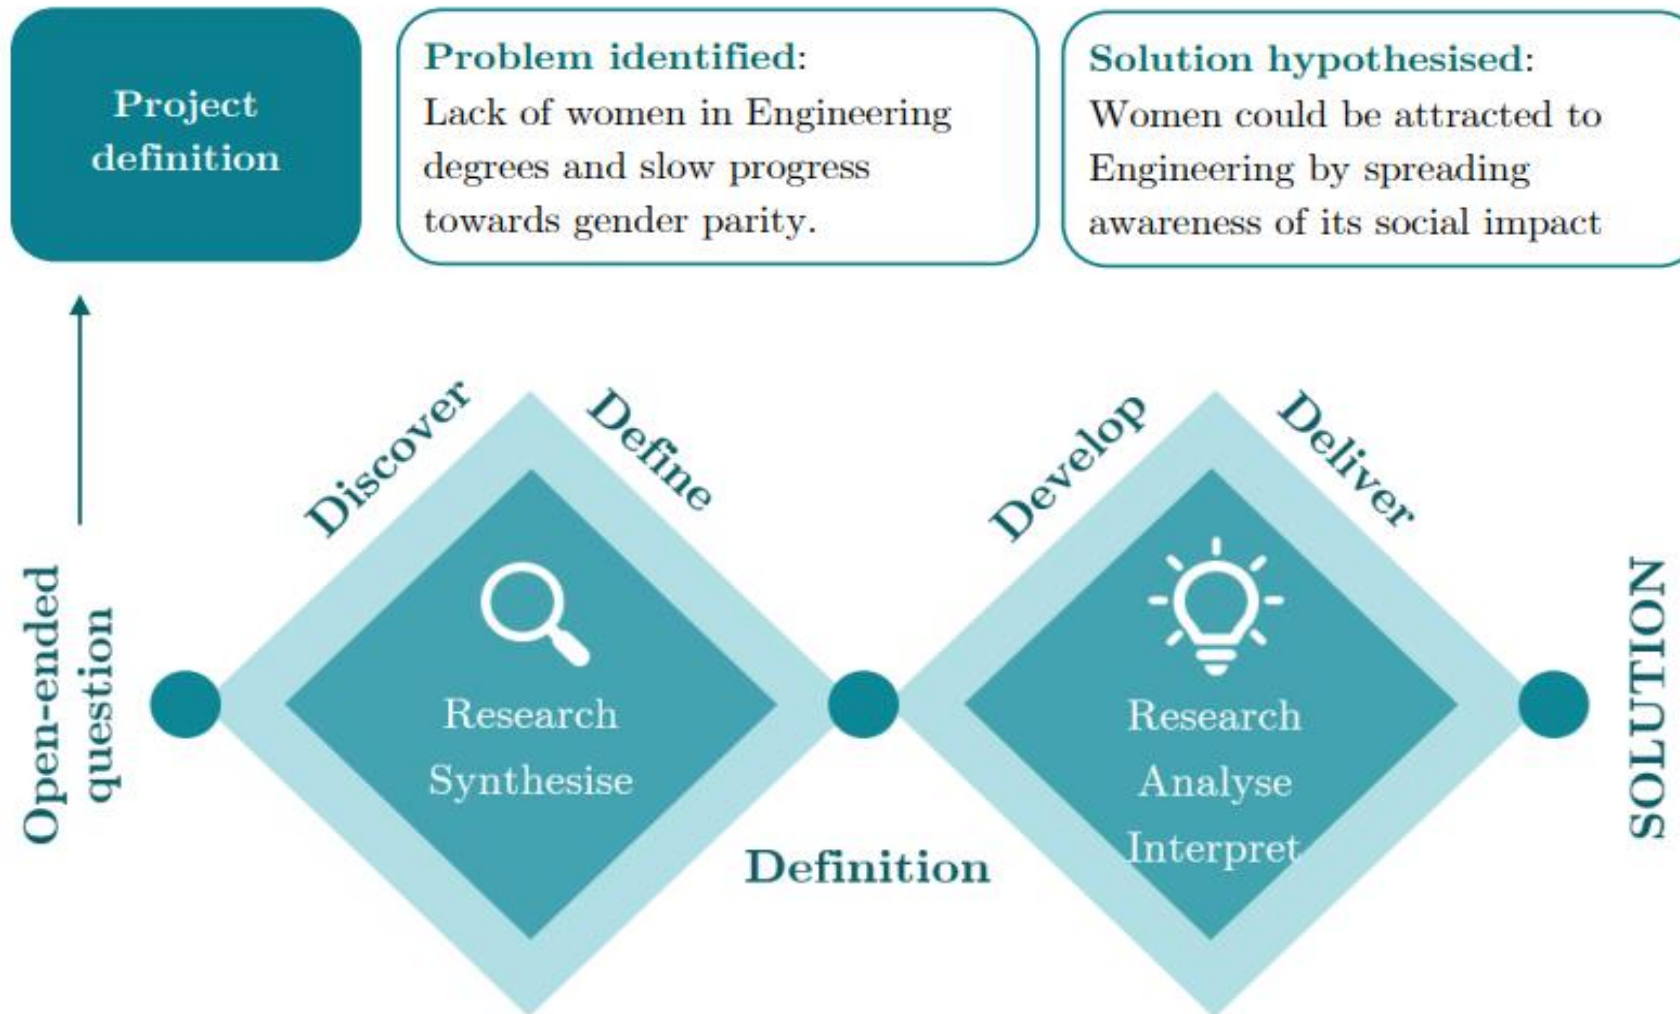 Project
definition
Problem identified:
Lack of women in Engineering
degrees and slow progress
towards gender parity.
Solution hypothesised:
Women could be attracted to
Engineering by spreading
awareness of its social impact
Open-ended
question
Discover
Define
Research
Synthesise
Definition
Develop
Deliver
Research
Analyse
Interpret
SOLUTION